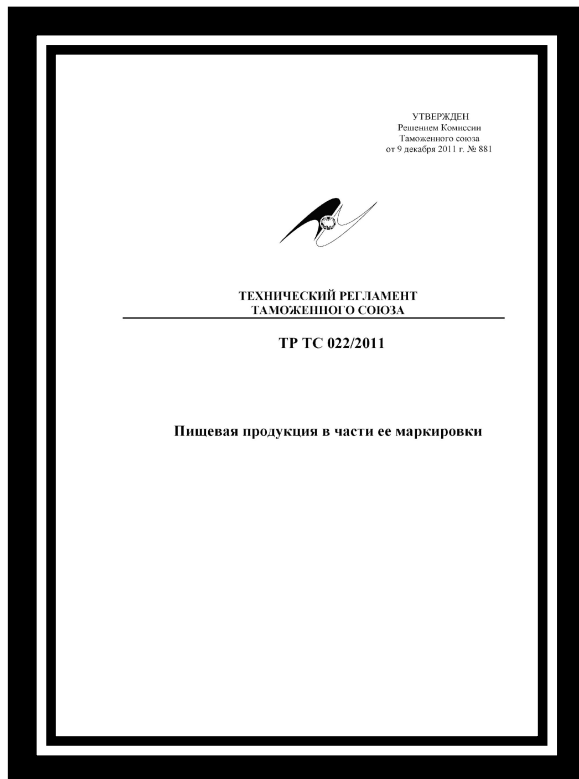 УТВЕРЖДЕН
Решением Комиссии
Таможенного союза
от 9 декабря 2011 г. № 881
ТЕХНИЧЕСКИЙ РЕГЛАМЕНТ
ТАМОЖЕННОГО СОЮЗА
ТР ТС 022/2011
Пищевая продукция в части ее маркировки